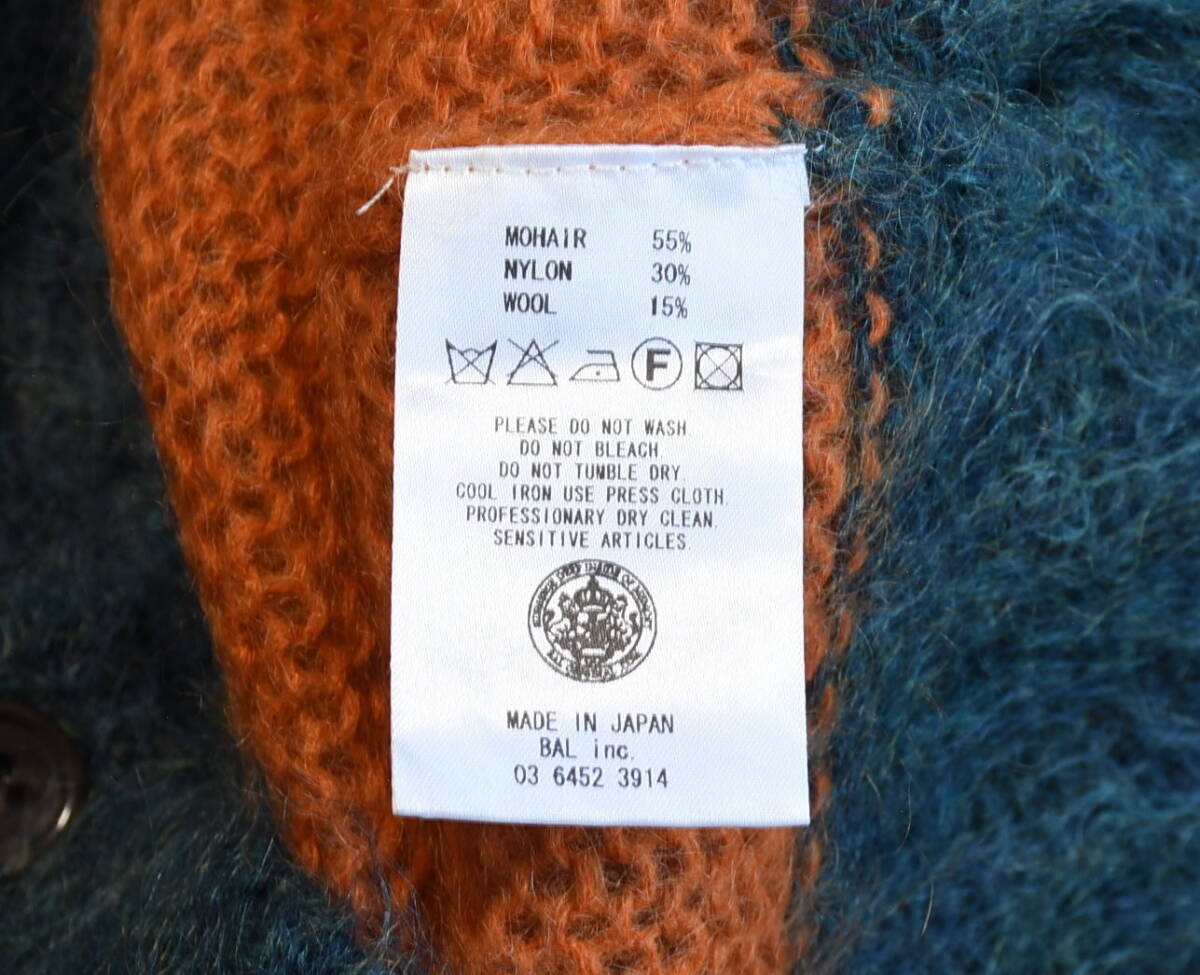 MOHAIR 55%
NYLON 30%
WOOL 15%
F
PLEASE DO NOT WASH.
DO NOT BLEACH.
DO NOT TUMBLE DRY.
COOL IRON USE PRESS CLOTH.
PROFESSIONARY DRY CLEAN.
SENSITIVE ARTICLES.
MADE IN JAPAN
BAL inc.
03 6452 3914